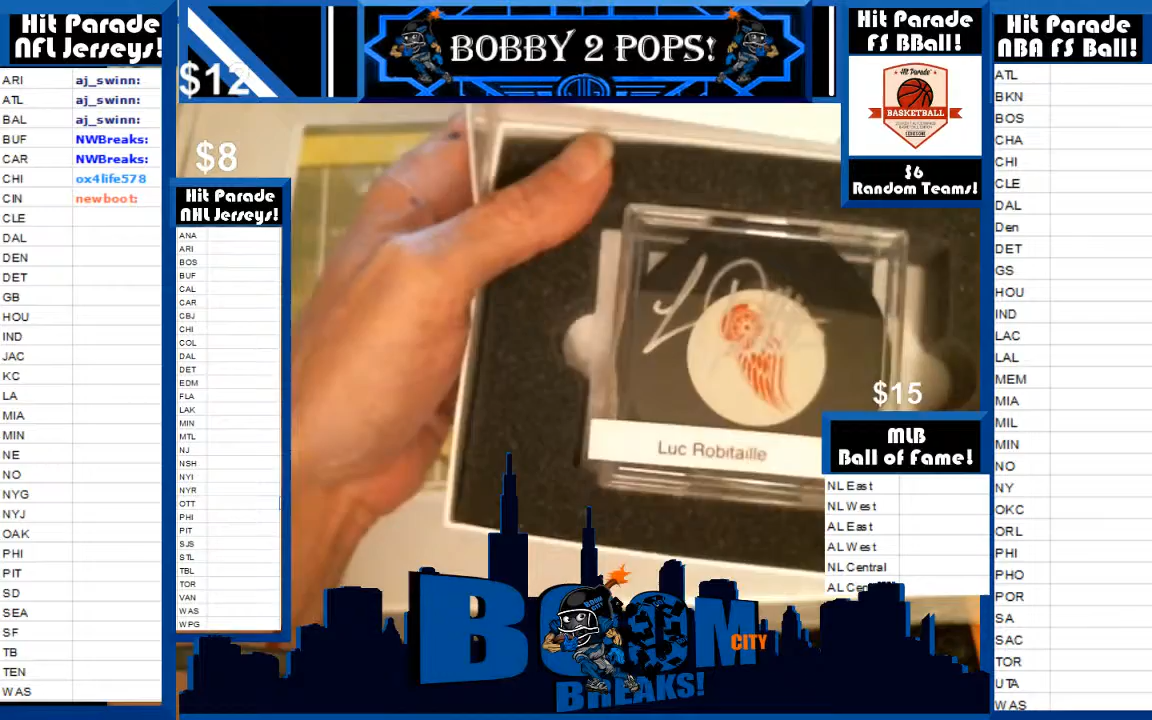 Hit Parade
NFL Jerseys!
ARI aj_swinn:
ATL aj_swinn:
BAL aj_swinn:
BUF NWBreaks:
CAR NWBreaks:
CHI ox4life578
CIN newboot:
CLE
DAL
DEN
DET
GB
HOU
IND
JAC
KC
LA
MIA
MIN
NE
NO
NYG
NYJ
OAK
PHI
PIT
SD
SEA
SF
TB
TEN
WAS
$12
$8
Hit Parade
NHL Jerseys!
ANA
ARI
BOS
BUF
CAL
CAR
CBJ
CHI
COL
DAL
DET
EDM
FLA
LAK
MIN
MTL
NJ
NSH
NYI
NYR
OTT
PHI
PIT
SJS
STL
TBL
TOR
VAN
WAS
WPG
BOBBY 2 POPS!
Luc Robitaille
BOOM
CITY
BREAKS!
Hit Parade
FS BBall!
Hit Parade
BASKETBALL
$6
Random Teams!
$15
MLB
Ball of Fame!
NL East
NL West
AL East
AL West
NL Central
Hit Parade
NBA FS Ball!
ATL
BKN
BOS
CHA
CHI
CLE
DAL
Den
DET
GS
HOU
IND
LAC
LAL
MEM
MIA
MIL
MIN
NO
NY
OKC
ORL
PHI
PHO
POR
SA
SAC
TOR
UTA
WAS